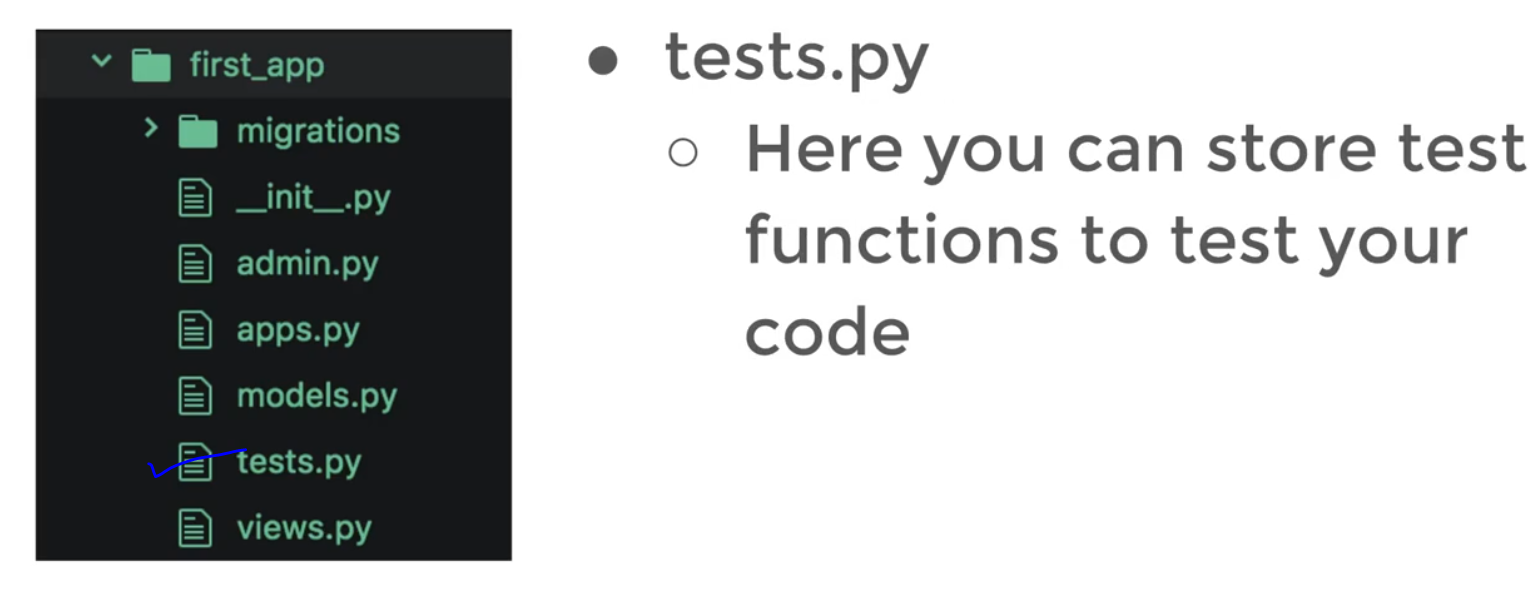 first_app
migrations
__init__.py
admin.py
apps.py
models.py
tests.py
views.py
tests.py
Here you can store test
functions to test your
code